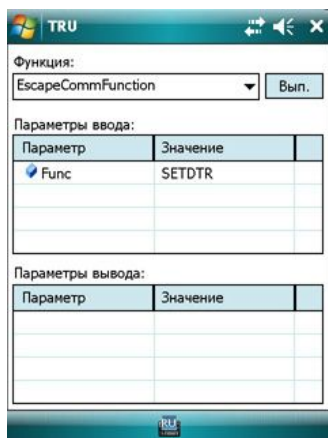 TRU
Функция:
EscapeCommFunction Вып.
Параметры ввода:
Параметр Значение
Func SETDTR
Параметры вывода:
Параметр Значение
RU